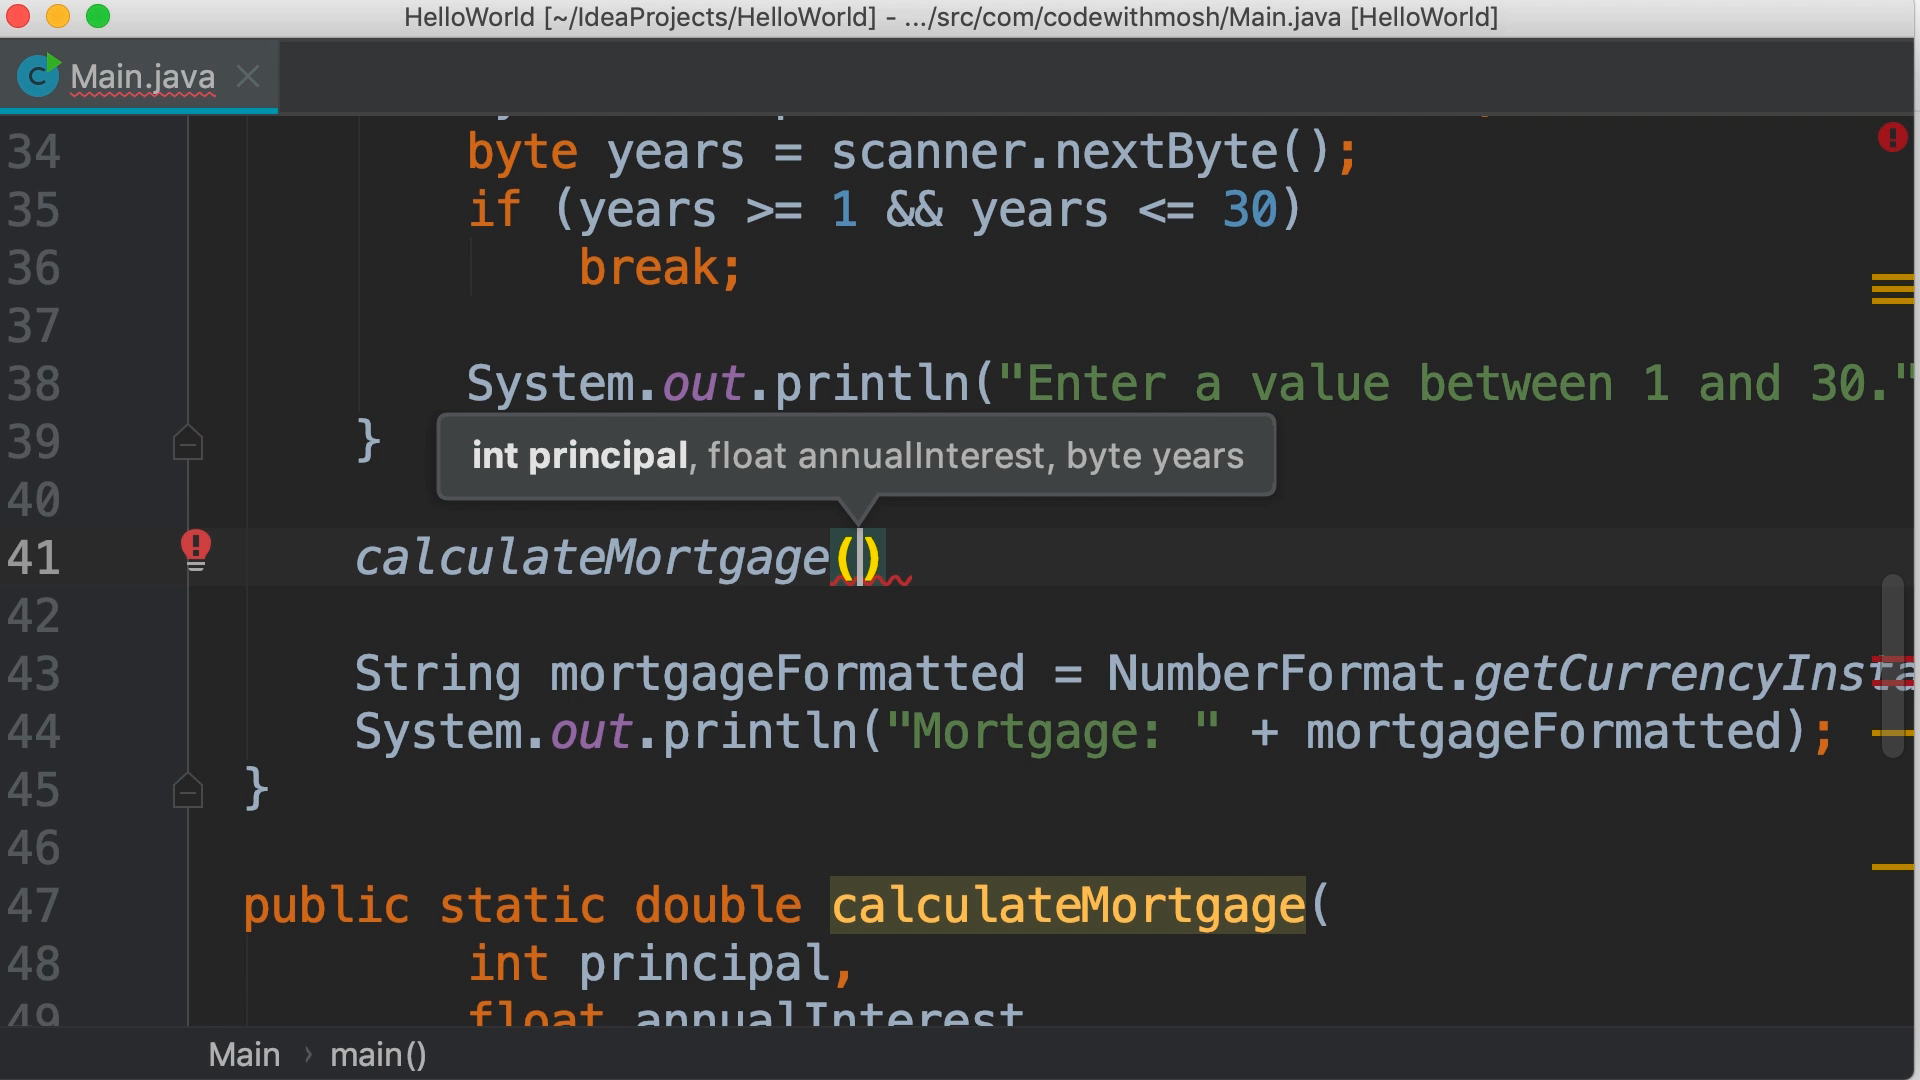 HelloWorld [~/IdeaProjects/HelloWorld] - .../src/com/codewithmosh/Main.java [HelloWorld]
Main.java
34 byte years = scanner.nextByte();
35 if (years >= 1 && years <= 30)
36 break;
37
38 System.out.println("Enter a value between 1 and 30."
39 }
int principal, float annualInterest, byte years
40
41 calculateMortgage()
42
43 String mortgageFormatted = NumberFormat.getCurrencyInsta
44 System.out.println("Mortgage: " + mortgageFormatted);
45 }
46
47 public static double calculateMortgage(
48 int principal,
49 float annualInterest
Main › main()